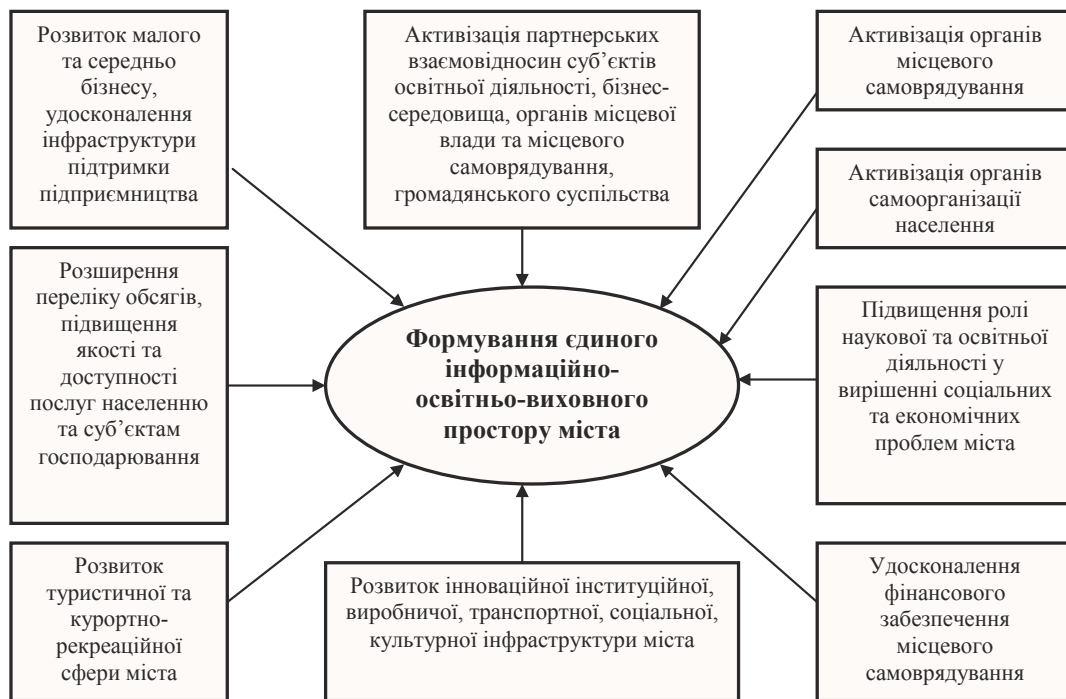 Розвиток малого
та середньо
бізнесу,
удосконалення
інфраструктури
підтримки
підприємництва
Активізація партнерських
взаємовідносин суб’єктів
освітньої діяльності, бізнес-
середовища, органів місцевої
влади та місцевого
самоврядування,
громадянського суспільства
Активізація органів
місцевого
самоврядування
Активізація органів
самоорганізації
населення
Розширення
переліку обсягів,
підвищення
якості та
доступності
послуг населенню
та суб’єктам
господарювання
Формування єдиного
інформаційно-
освітньо-виховного
простору міста
Підвищення ролі
наукової та освітньої
діяльності у
вирішенні соціальних
та економічних
проблем міста
Розвиток
туристичної та
курортно-
рекреаційної
сфери міста
Розвиток інноваційної інституційної,
виробничої, транспортної, соціальної,
культурної інфраструктури міста
Удосконалення
фінансового
забезпечення
місцевого
самоврядування